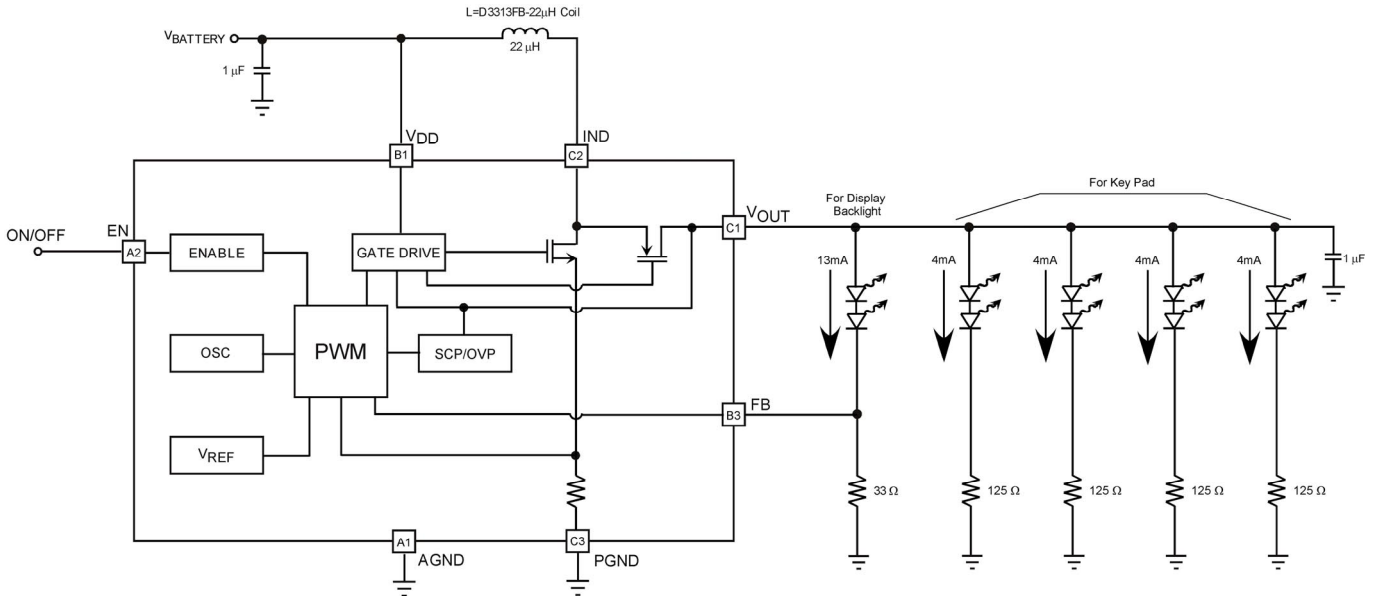 L=D3313FB-22μH Coil
VBATTERY
22 μH
1 μF
VDD
IND
B1
C2
For Key Pad
For Display
Backlight
VOUT
C1
ON/OFF
EN
A2
ENABLE
GATE DRIVE
13mA
4mA
4mA
4mA
4mA
1 μF
OSC
PWM
SCP/OVP
FB
B3
VREF
33 Ω
125 Ω
125 Ω
125 Ω
125 Ω
A1
AGND
C3
PGND